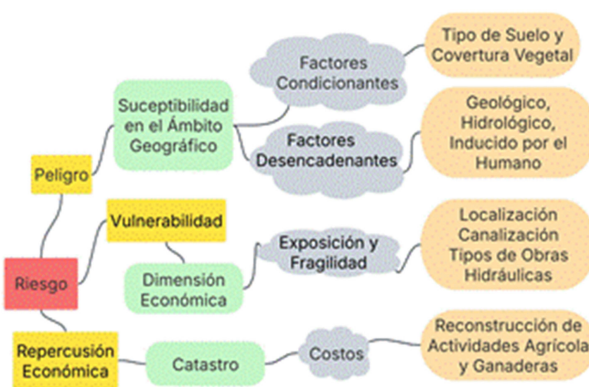 Tipo de Suelo y
Covertura Vegetal
Factores
Condicionantes
Suceptibilidad
en el Ámbito
Geográfico
Geológico,
Hidrológico,
Inducido por el
Humano
Factores
Desencadenantes
Peligro
Vulnerabilidad
Localización
Canalización
Tipos de Obras
Hidráulicas
Exposición y
Fragilidad
Riesgo
Dimensión
Económica
Reconstrucción de
Actividades Agrícola
y Ganaderas
Repercusión
Económica
Catastro
Costos